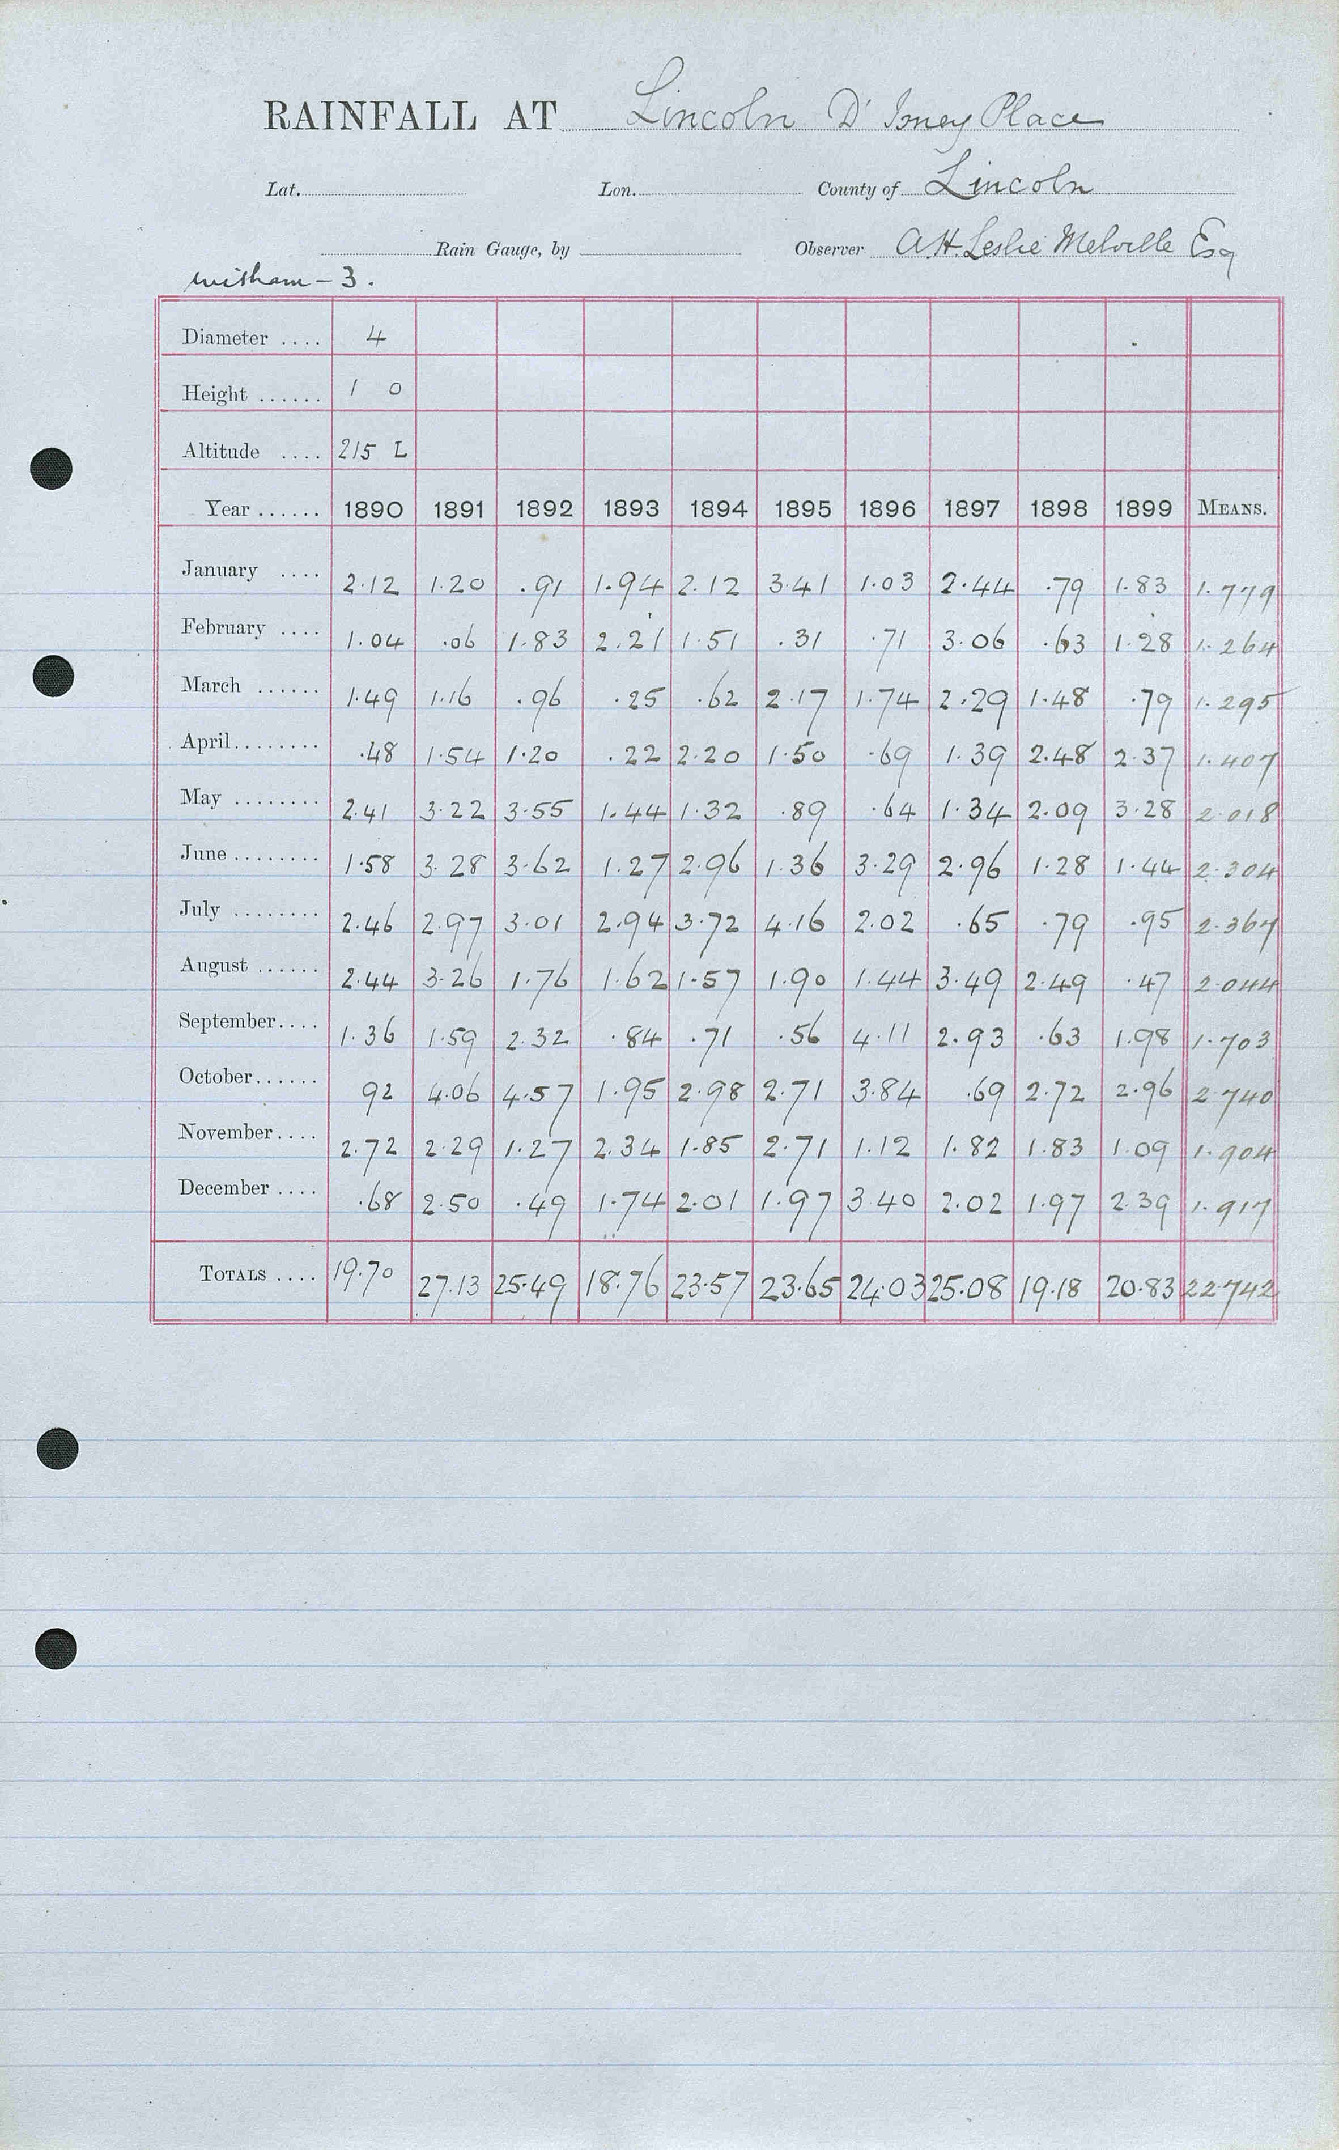 RAINFALL AT Lincoln D'Isney Place
Lat. Lon. County of Lincoln
Rain Gauge, by Observer A H. Leslie Melville Esq
Witham - 3.
Diameter .... 4
Height ...... 1 0
Altitude .... 215 L
Year ...... 1890 1891 1892 1893 1894 1895 1896 1897 1898 1899 MEANS.
January .... 2.12 1.20 .91 1.94 2.12 3.41 1.03 2.44 .79 1.83 1.779
February .... 1.04 .06 1.83 2.21 1.51 .31 .71 3.06 .63 1.28 1.264
March ...... 1.49 1.16 .96 .25 .62 2.17 1.74 2.29 1.48 .79 1.295
April........ .48 1.54 1.20 .22 2.20 1.50 .69 1.39 2.48 2.37 1.407
May ........ 2.41 3.22 3.55 1.44 1.32 .89 .64 1.34 2.09 3.28 2.018
June ........ 1.58 3.28 3.62 1.27 2.96 1.36 3.29 2.96 1.28 1.44 2.304
July ........ 2.46 2.97 3.01 2.94 3.72 4.16 2.02 .65 .79 .95 2.367
August ...... 2.44 3.26 1.76 1.62 1.57 1.90 1.44 3.49 2.49 .47 2.044
September.... 1.36 1.59 2.32 .84 .71 .56 4.11 2.93 .63 1.98 1.703
October...... 92 4.06 4.57 1.95 2.98 2.71 3.84 .69 2.72 2.96 2.740
November.... 2.72 2.29 1.27 2.34 1.85 2.71 1.12 1.82 1.83 1.09 1.904
December .... .68 2.50 .49 1.74 2.01 1.97 3.40 2.02 1.97 2.39 1.917
TOTALS .... 19.70 27.13 25.49 18.76 23.57 23.65 24.03 25.08 19.18 20.83 22.742